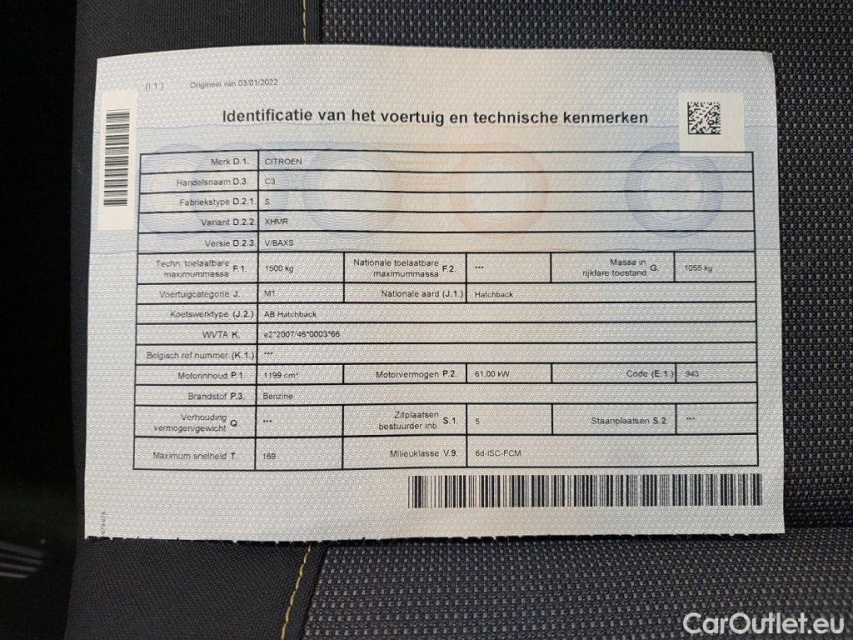 (I.1.) Origineel van 03/01/2022
Identificatie van het voertuig en technische kenmerken
Merk D.1. CITROEN
Handelsnaam D.3. C3
Fabriekstype D.2.1. S
Variant D.2.2. XHMR
Versie D.2.3. V/BAXS
Techn. toelaatbare maximummassa F.1. 1500 kg Nationale toelaatbare maximummassa F.2. *** Massa in rijklare toestand G. 1055 kg
Voertuigcategorie J. M1 Nationale aard (J.1.) Hatchback
Koetswerktype (J.2.) AB Hatchback
WVTA K. e2*2007/46*0003*66
Belgisch ref nummer (K.1.) ***
Motorinhoud P.1. 1199 cm³ Motorvermogen P.2. 61,00 kW Code (E.1.) 943
Brandstof P.3. Benzine
Verhouding vermogen/gewicht Q. *** Zitplaatsen bestuurder inb S.1. 5 Staanplaatsen S.2. ***
Maximum snelheid T. 169 Milieuklasse V.9. 6d-ISC-FCM
CarOutlet.eu